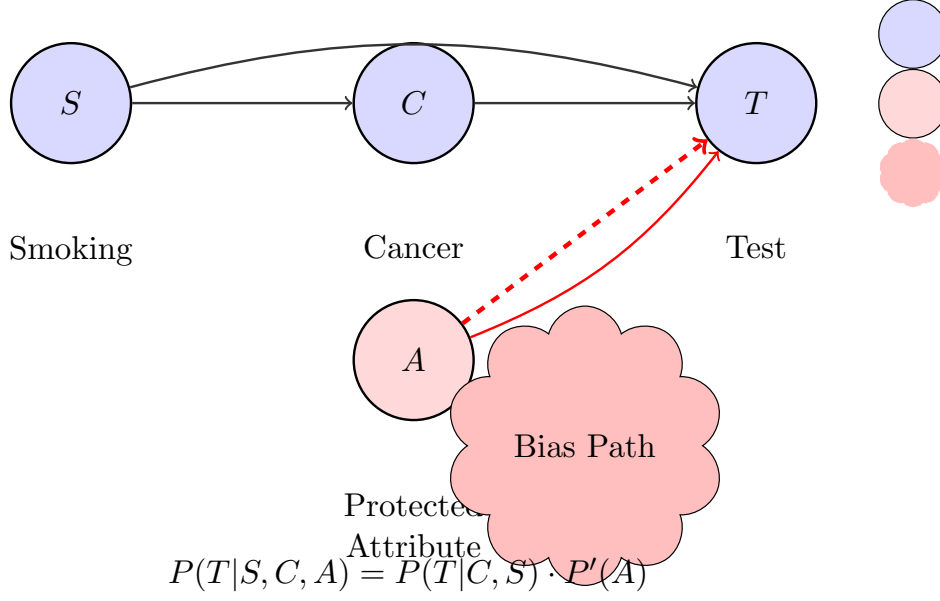 S C T
Smoking Cancer Test
A
Bias Path
Protected
Attribute
P(T|S, C, A) = P(T|C, S) · P′(A)